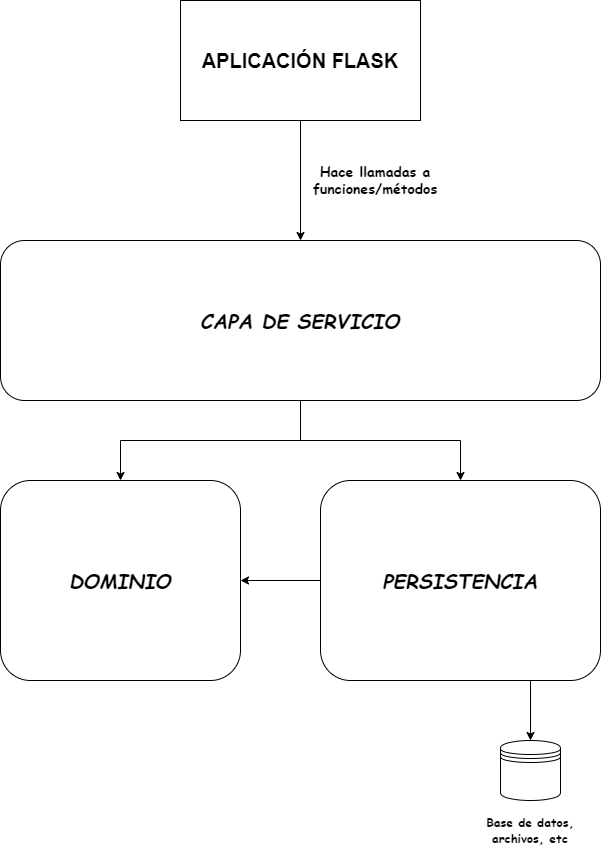 APLICACIÓN FLASK
Hace llamadas a
funciones/métodos
CAPA DE SERVICIO
DOMINIO
PERSISTENCIA
Base de datos,
archivos, etc